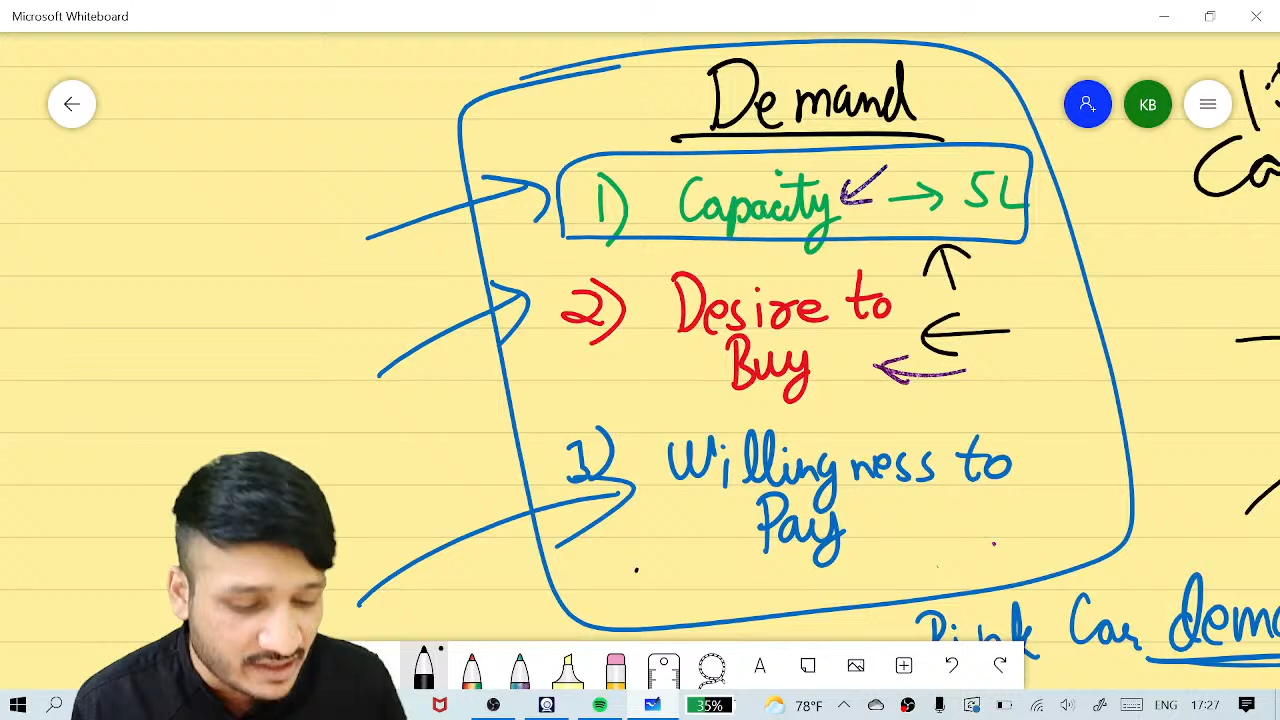 Microsoft Whiteboard
Demand
KB
1) Capacity → 5L
2) Desire to
Buy
3) Willingness to
Pay
Pink Car
35%
78°F
ENG
17:27